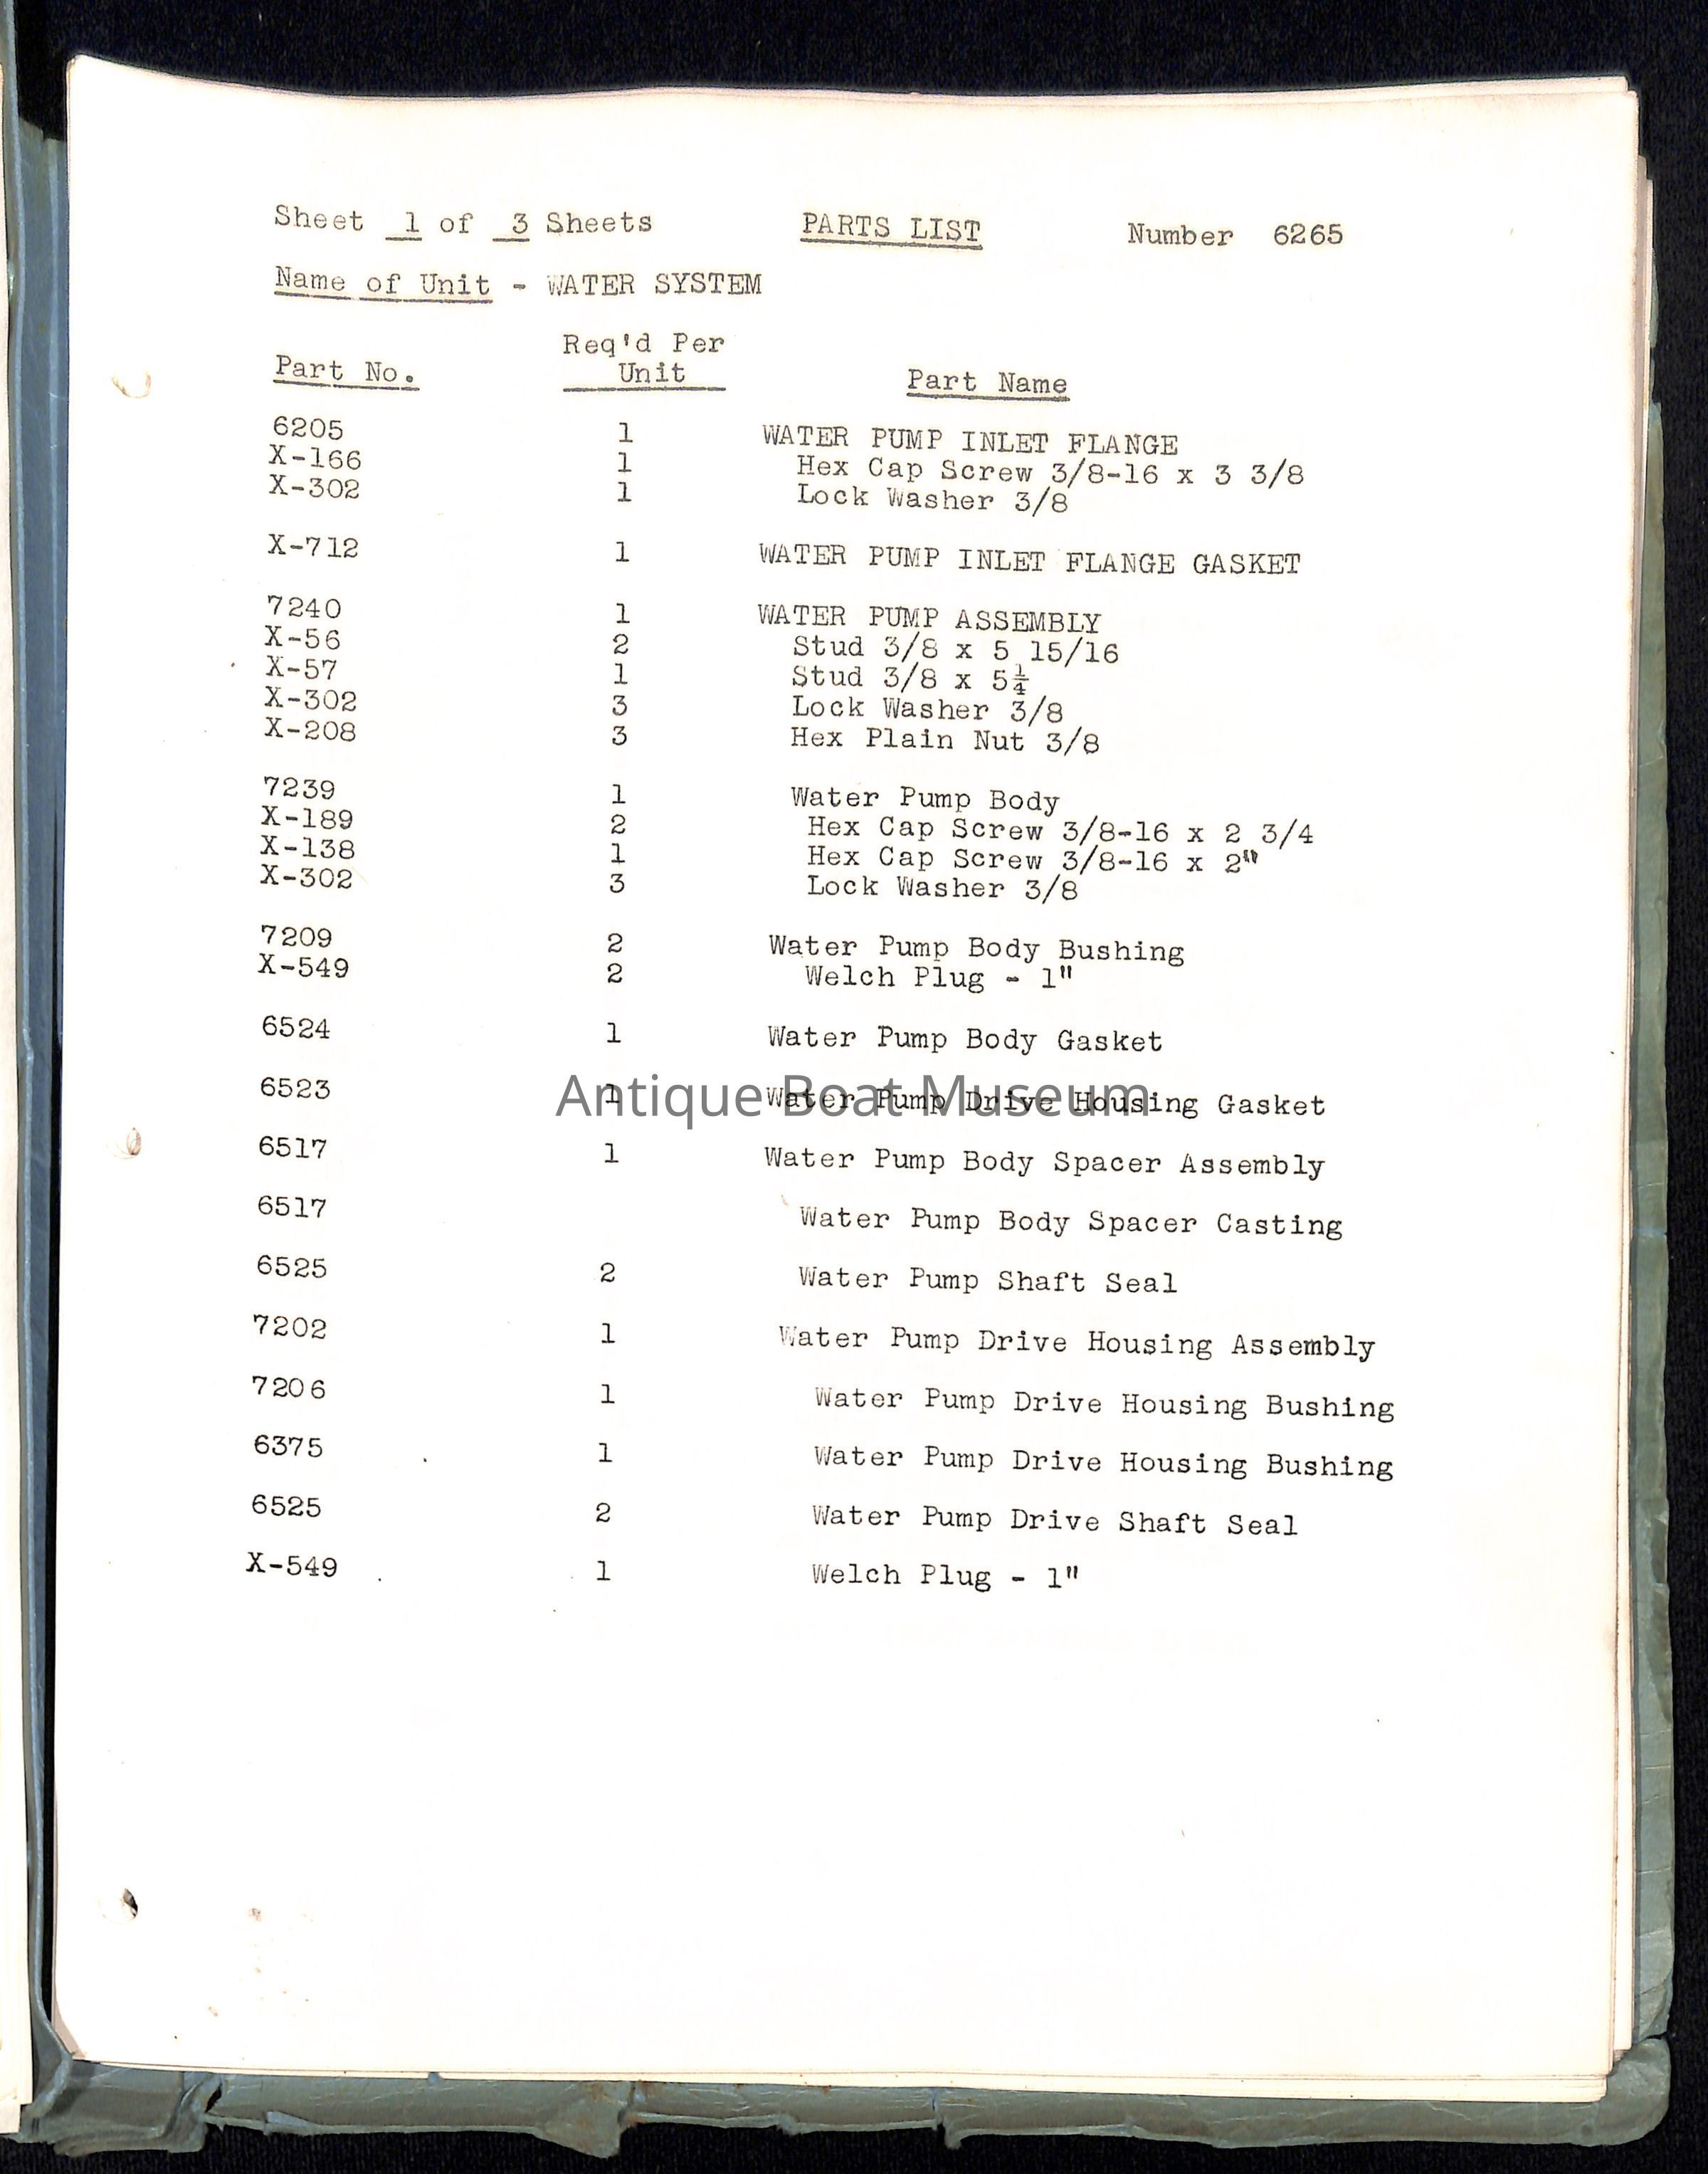 Sheet 1 of 3 Sheets PARTS LIST Number 6265
Name of Unit - WATER SYSTEM
Req'd Per
Part No. Unit Part Name
6205 1 WATER PUMP INLET FLANGE
X-166 1 Hex Cap Screw 3/8-16 x 3 3/8
X-302 1 Lock Washer 3/8
X-712 1 WATER PUMP INLET FLANGE GASKET
7240 1 WATER PUMP ASSEMBLY
X-56 2 Stud 3/8 x 5 15/16
X-57 1 Stud 3/8 x 5¼
X-302 3 Lock Washer 3/8
X-208 3 Hex Plain Nut 3/8
7239 1 Water Pump Body
X-189 2 Hex Cap Screw 3/8-16 x 2 3/4
X-138 1 Hex Cap Screw 3/8-16 x 2"
X-302 3 Lock Washer 3/8
7209 2 Water Pump Body Bushing
X-549 2 Welch Plug - 1"
6524 1 Water Pump Body Gasket
6523 1 Water Pump Drive Housing Gasket
Antique Boat Museum
6517 1 Water Pump Body Spacer Assembly
6517 Water Pump Body Spacer Casting
6525 2 Water Pump Shaft Seal
7202 1 Water Pump Drive Housing Assembly
7206 1 Water Pump Drive Housing Bushing
6375 1 Water Pump Drive Housing Bushing
6525 2 Water Pump Drive Shaft Seal
X-549 1 Welch Plug - 1"